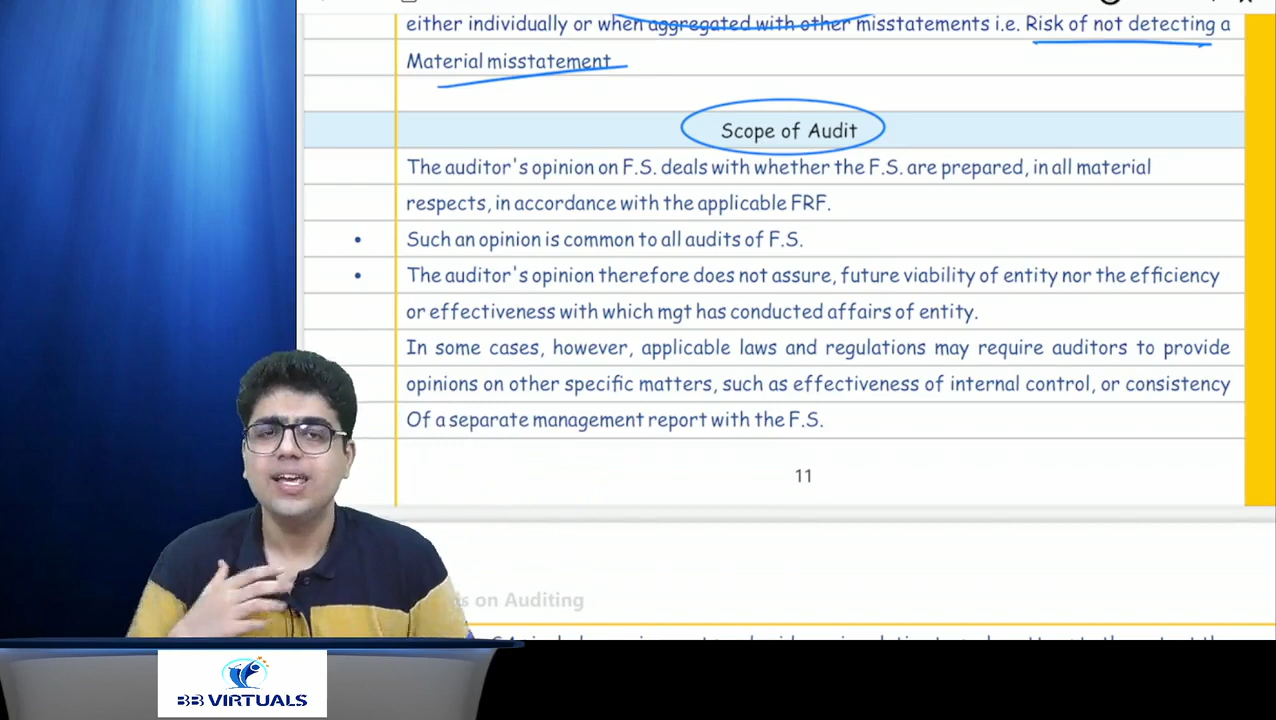 either individually or when aggregated with other misstatements i.e. Risk of not detecting a
Material misstatement
Scope of Audit
The auditor's opinion on F.S. deals with whether the F.S. are prepared, in all material
respects, in accordance with the applicable FRF.
• Such an opinion is common to all audits of F.S.
• The auditor's opinion therefore does not assure, future viability of entity nor the efficiency
or effectiveness with which mgt has conducted affairs of entity.
In some cases, however, applicable laws and regulations may require auditors to provide
opinions on other specific matters, such as effectiveness of internal control, or consistency
Of a separate management report with the F.S.
11
on Auditing
BB VIRTUALS